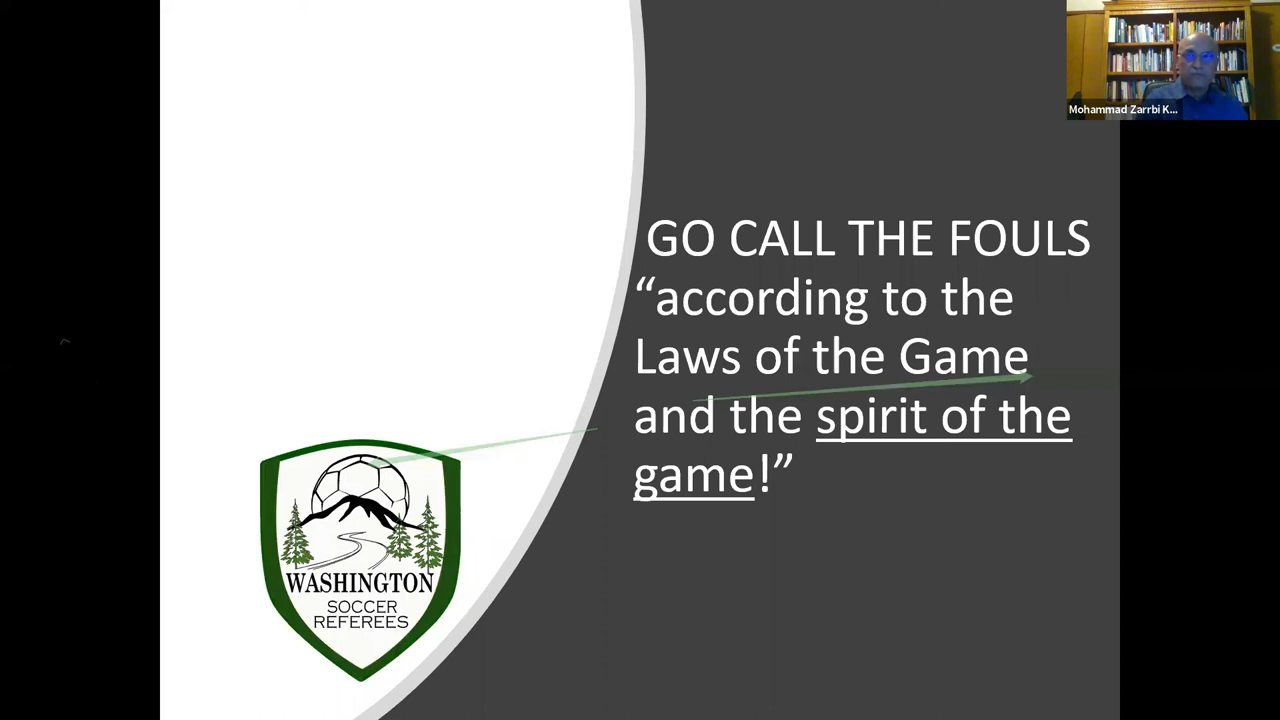 Mohammad Zarrbi K...
GO CALL THE FOULS
“according to the
Laws of the Game
and the spirit of the
game!”
WASHINGTON
SOCCER
REFEREES